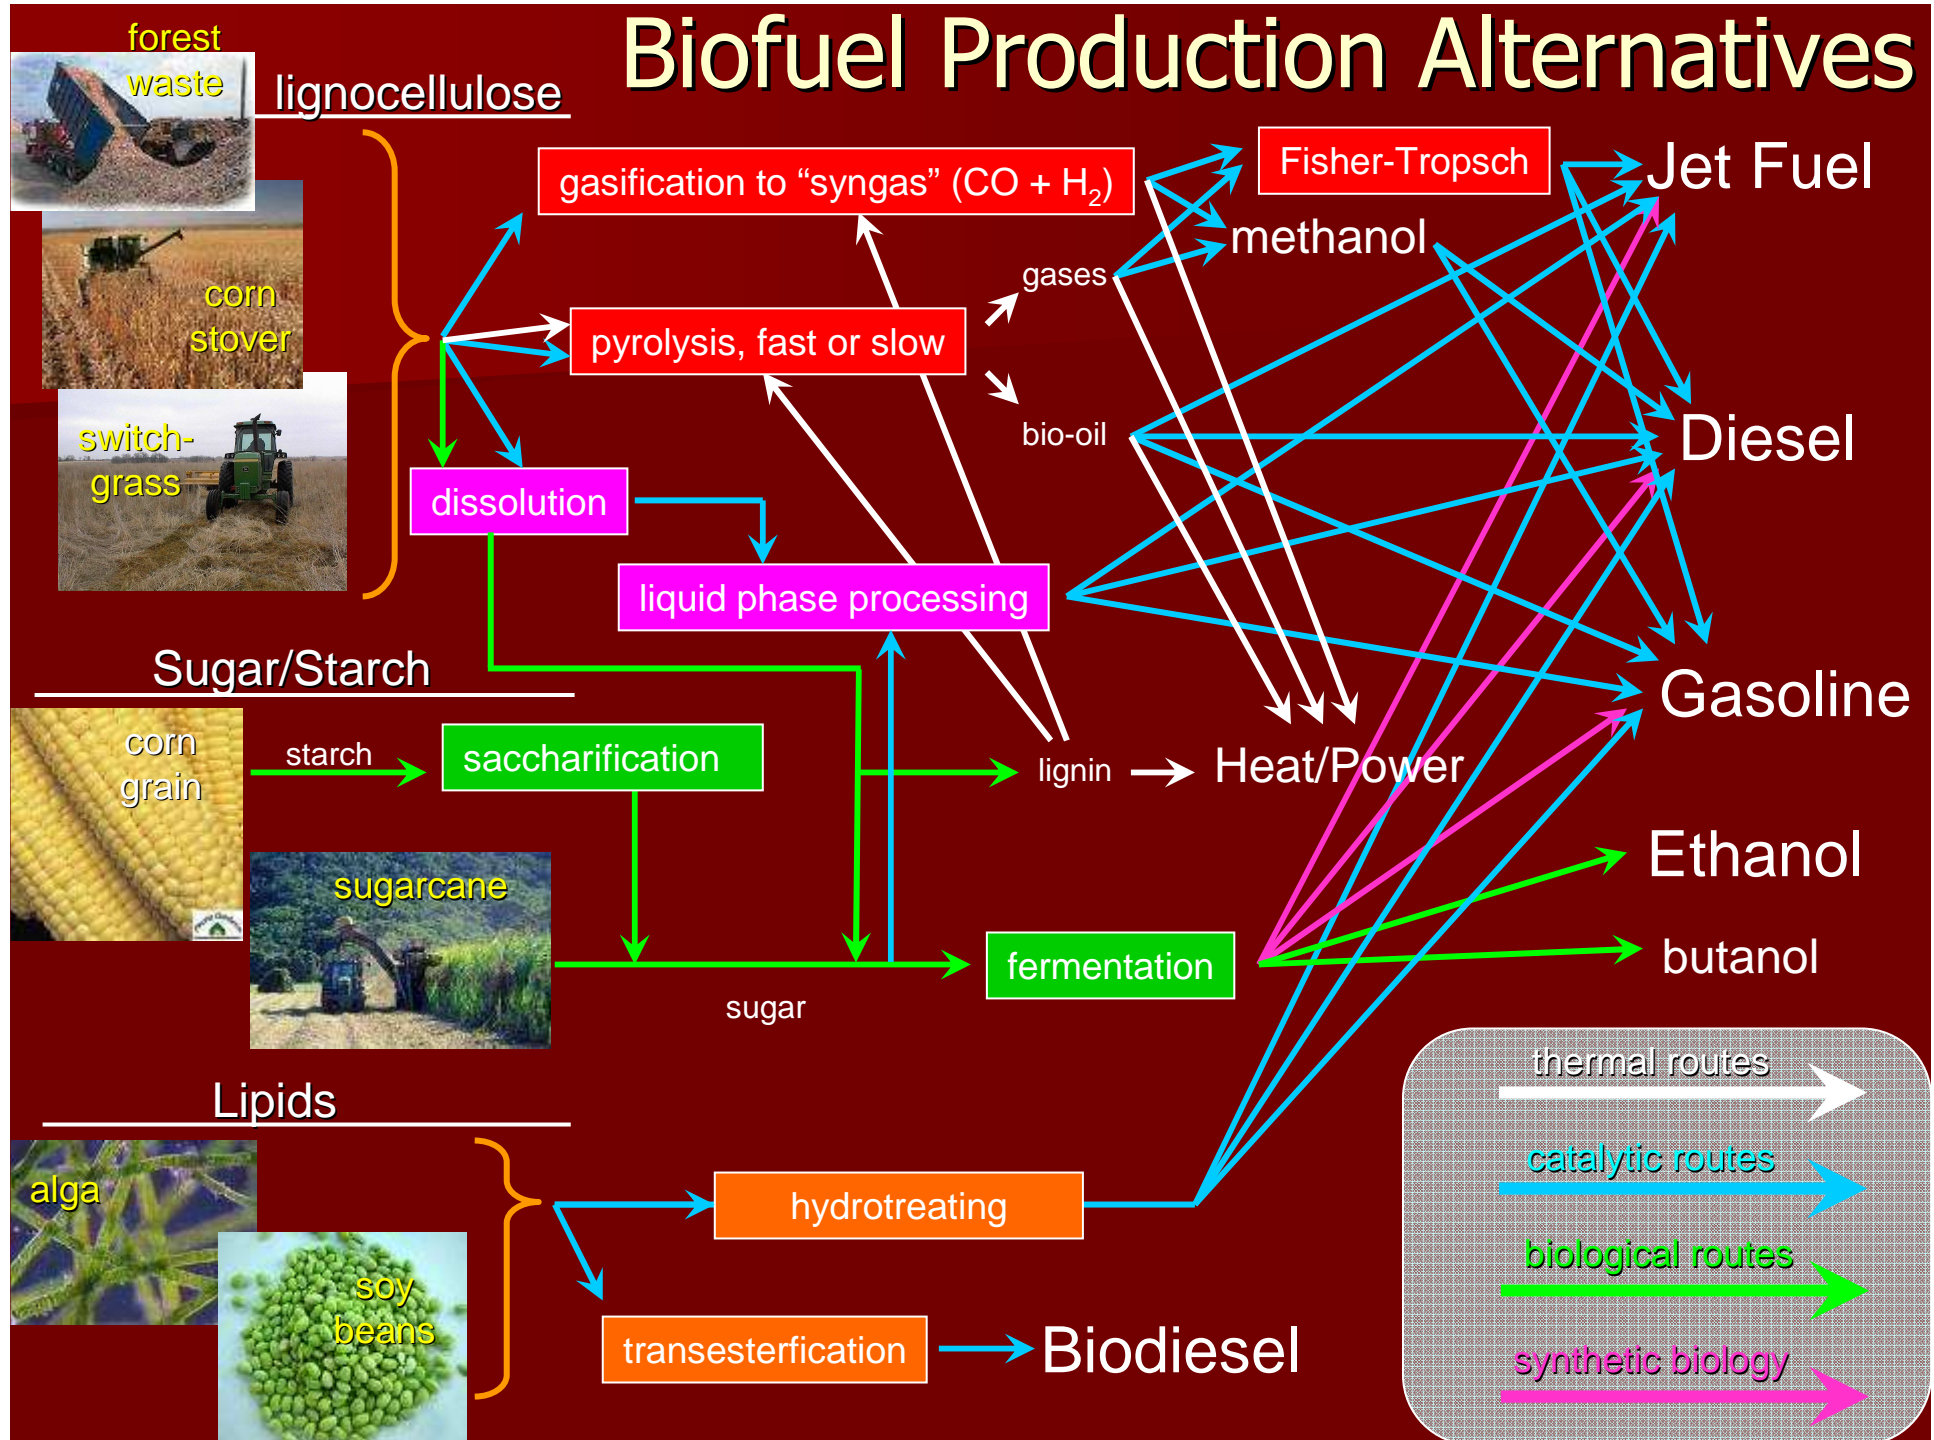 Biofuel Production Alternatives
forest
waste
lignocellulose
corn
stover
switch-
grass
gasification to “syngas” (CO + H₂)
Fisher-Tropsch
Jet Fuel
methanol
gases
pyrolysis, fast or slow
bio-oil
Diesel
dissolution
liquid phase processing
Sugar/Starch
Gasoline
corn
grain
starch
saccharification
lignin
Heat/Power
Ethanol
sugarcane
fermentation
butanol
sugar
Lipids
alga
soy
beans
hydrotreating
transesterfication
Biodiesel
thermal routes
catalytic routes
biological routes
synthetic biology